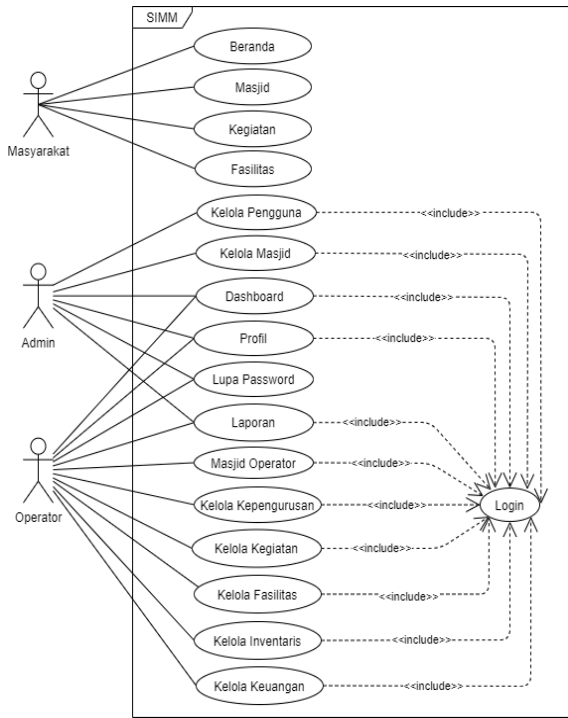 SIMM
Beranda
Masjid
Kegiatan
Masyarakat
Fasilitas
Kelola Pengguna
<<include>>
Kelola Masjid
<<include>>
Dashboard
<<include>>
Admin
Profil
<<include>>
Lupa Password
Laporan
<<include>>
Masjid Operator
<<include>>
Operator
Kelola Kepengurusan
<<include>>
Login
Kelola Kegiatan
<<include>>
Kelola Fasilitas
<<include>>
Kelola Inventaris
<<include>>
Kelola Keuangan
<<include>>